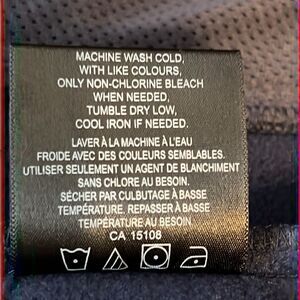 MACHINE WASH COLD,
WITH LIKE COLOURS,
ONLY NON-CHLORINE BLEACH
WHEN NEEDED,
TUMBLE DRY LOW,
COOL IRON IF NEEDED.
LAVER À LA MACHINE À L'EAU
FROIDE AVEC DES COULEURS SEMBLABLES.
UTILISER SEULEMENT UN AGENT DE BLANCHIMENT
SANS CHLORE AU BESOIN.
SÉCHER PAR CULBUTAGE À BASSE
TEMPÉRATURE. REPASSER À BASSE
TEMPÉRATURE AU BESOIN
CA 15108